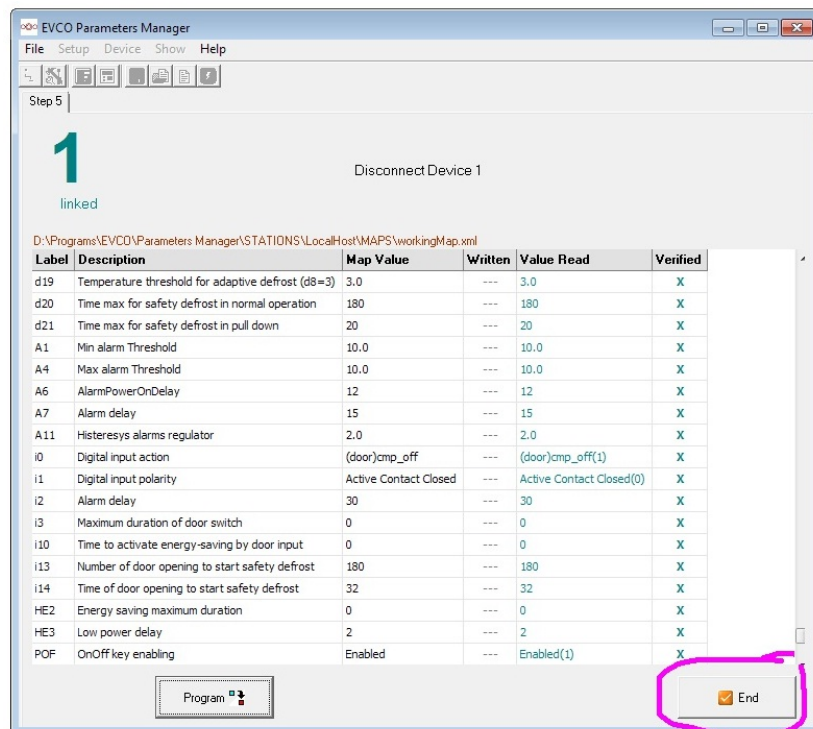 EVCO Parameters Manager
File Setup Device Show Help
Step 5
1
Disconnect Device 1
linked
D:\Programs\EVCO\Parameters Manager\STATIONS\LocalHost\MAPS\workingMap.xml
Label Description Map Value Written Value Read Verified
d19 Temperature threshold for adaptive defrost (d8=3) 3.0 --- 3.0 X
d20 Time max for safety defrost in normal operation 180 --- 180 X
d21 Time max for safety defrost in pull down 20 --- 20 X
A1 Min alarm Threshold 10.0 --- 10.0 X
A4 Max alarm Threshold 10.0 --- 10.0 X
A6 AlarmPowerOnDelay 12 --- 12 X
A7 Alarm delay 15 --- 15 X
A11 Histeresys alarms regulator 2.0 --- 2.0 X
i0 Digital input action (door)cmp_off --- (door)cmp_off(1) X
i1 Digital input polarity Active Contact Closed --- Active Contact Closed(0) X
i2 Alarm delay 30 --- 30 X
i3 Maximum duration of door switch 0 --- 0 X
i10 Time to activate energy-saving by door input 0 --- 0 X
i13 Number of door opening to start safety defrost 180 --- 180 X
i14 Time of door opening to start safety defrost 32 --- 32 X
HE2 Energy saving maximum duration 0 --- 0 X
HE3 Low power delay 2 --- 2 X
POF OnOff key enabling Enabled --- Enabled(1) X
Program End